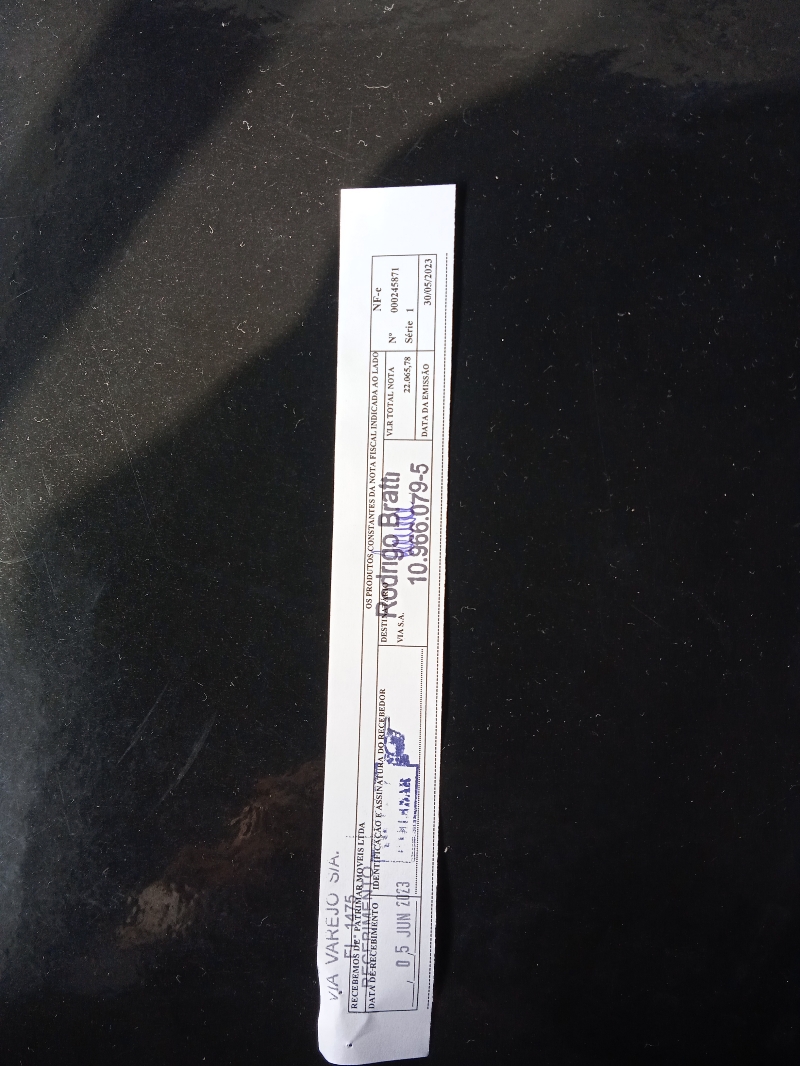 VIA VAREJO S/A.
FL 1475
RECEBIMENTO
RECEBEMOS DE PATRIMAR MOVEIS LTDA
OS PRODUTOS CONSTANTES DA NOTA FISCAL INDICADA AO LADO
DATA DE RECEBIMENTO
05 JUN 2023
IDENTIFICAÇÃO E ASSINATURA DO RECEBEDOR
DESTINATÁRIO
VIA S.A.
Rodrigo Bratti
10.966.079-5
VLR TOTAL NOTA
22.065,78
DATA DA EMISSÃO
30/05/2023
NF-e
Nº 000245871
Série 1